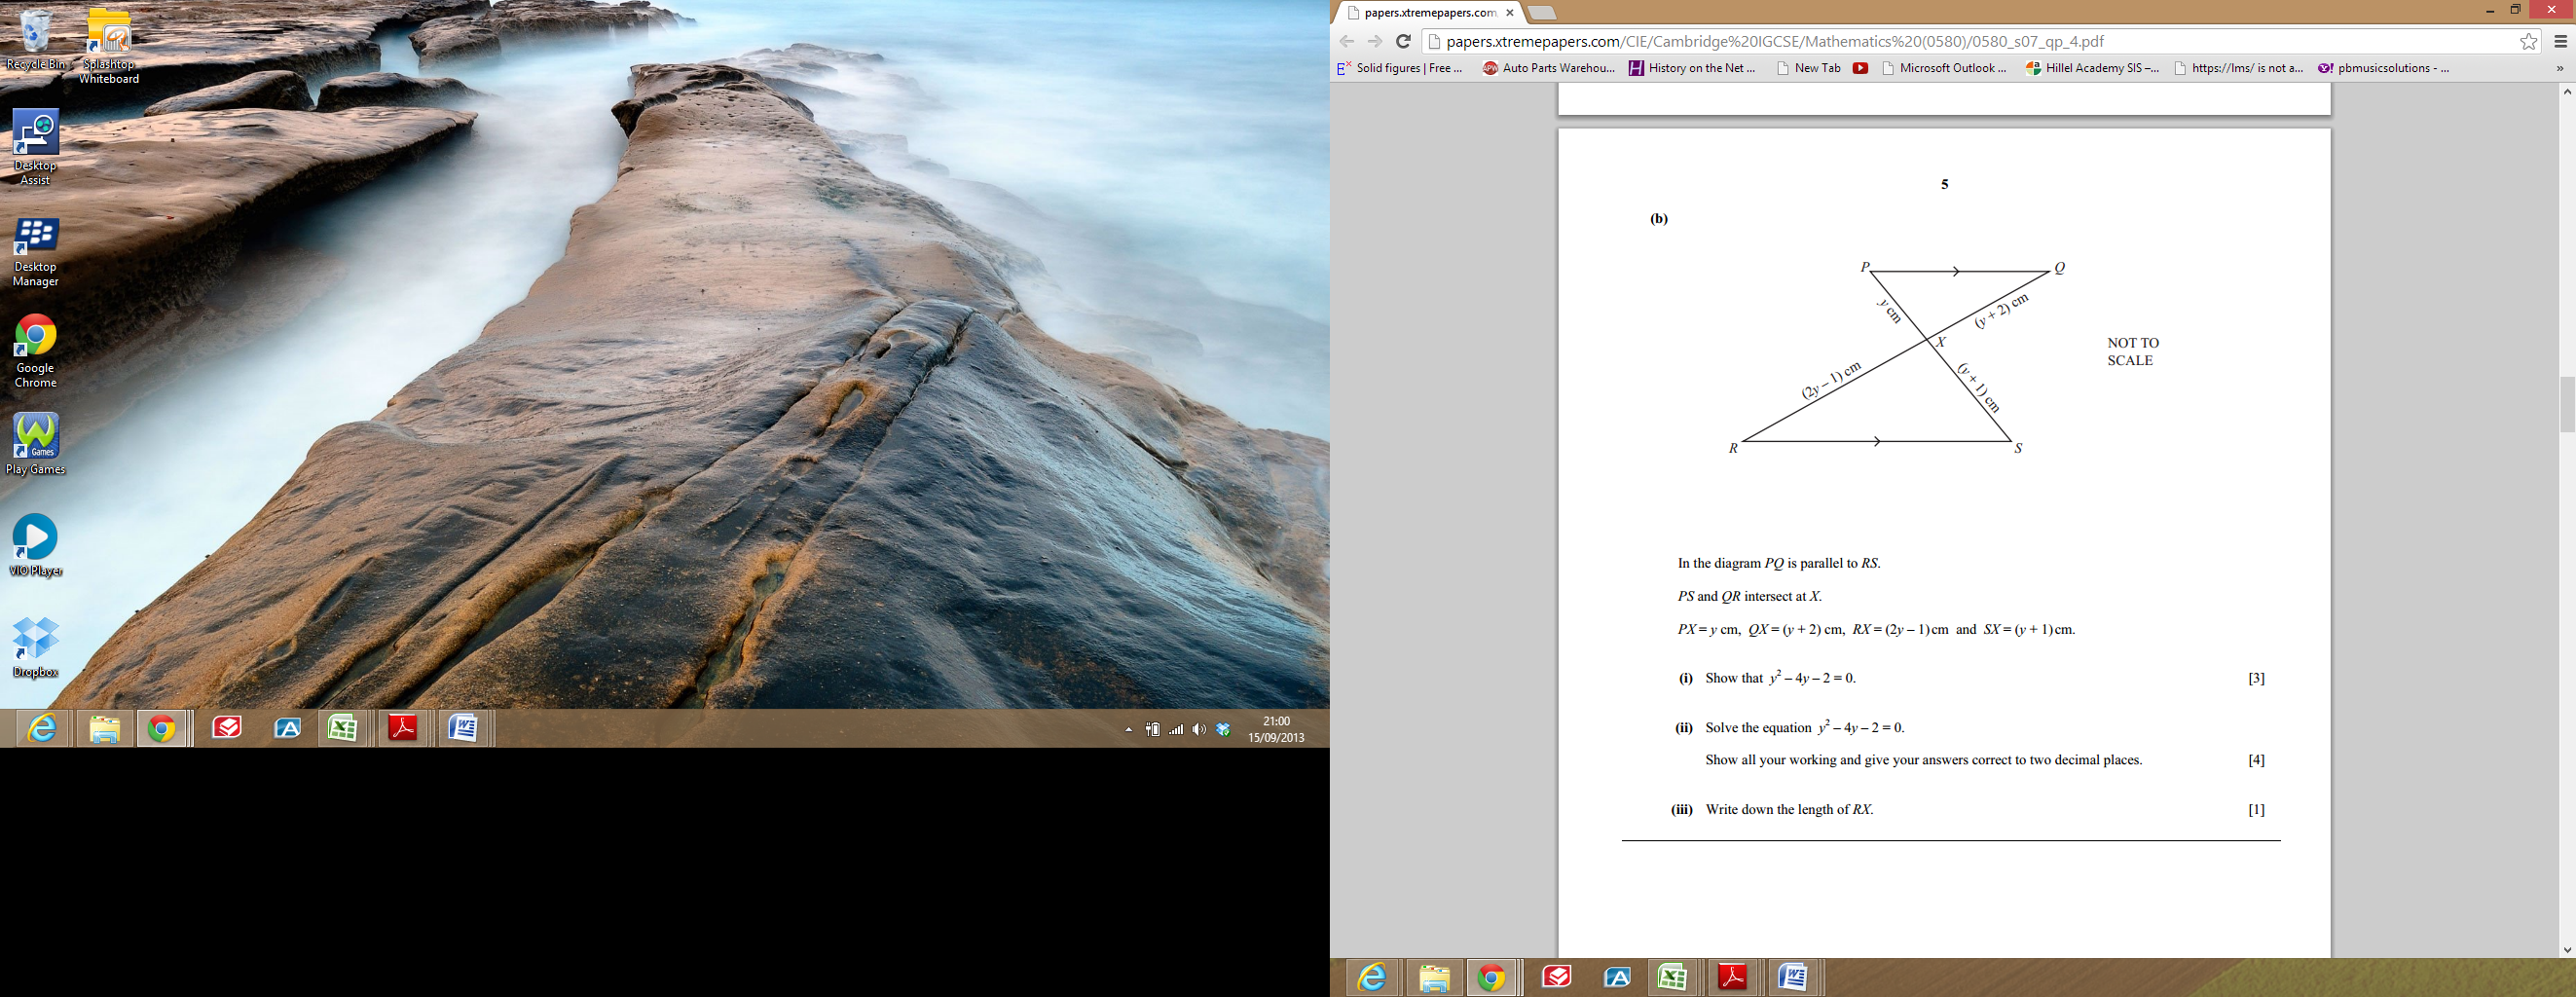 Recycle Bin
Splashtop
Whiteboard
Desktop
Assist
Desktop
Manager
Google
Chrome
Games
Play Games
VIO Player
Dropbox
21:00
15/09/2013
papers.xtremepapers.com
papers.xtremepapers.com/CIE/Cambridge%20IGCSE/Mathematics%20(0580)/0580_s07_qp_4.pdf
Solid figures | Free ...
Auto Parts Warehou...
History on the Net ...
New Tab
Microsoft Outlook ...
Hillel Academy SIS –...
https://lms/ is not a...
pbmusicsolutions - ...
»
5
(b)
P
Q
y cm
(y + 2) cm
X
NOT TO
SCALE
(2y – 1) cm
(y + 1) cm
R
S
In the diagram PQ is parallel to RS.
PS and QR intersect at X.
PX = y cm, QX = (y + 2) cm, RX = (2y – 1) cm and SX = (y + 1) cm.
(i) Show that y² – 4y – 2 = 0. [3]
(ii) Solve the equation y² – 4y – 2 = 0.
Show all your working and give your answers correct to two decimal places. [4]
(iii) Write down the length of RX. [1]